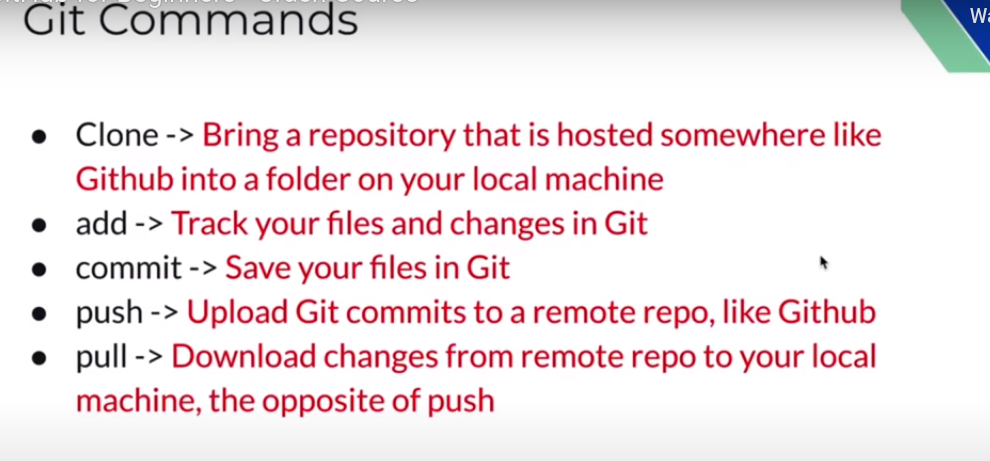 Git Commands
Wa
● Clone -> Bring a repository that is hosted somewhere like
Github into a folder on your local machine
● add -> Track your files and changes in Git
● commit -> Save your files in Git
● push -> Upload Git commits to a remote repo, like Github
● pull -> Download changes from remote repo to your local
machine, the opposite of push